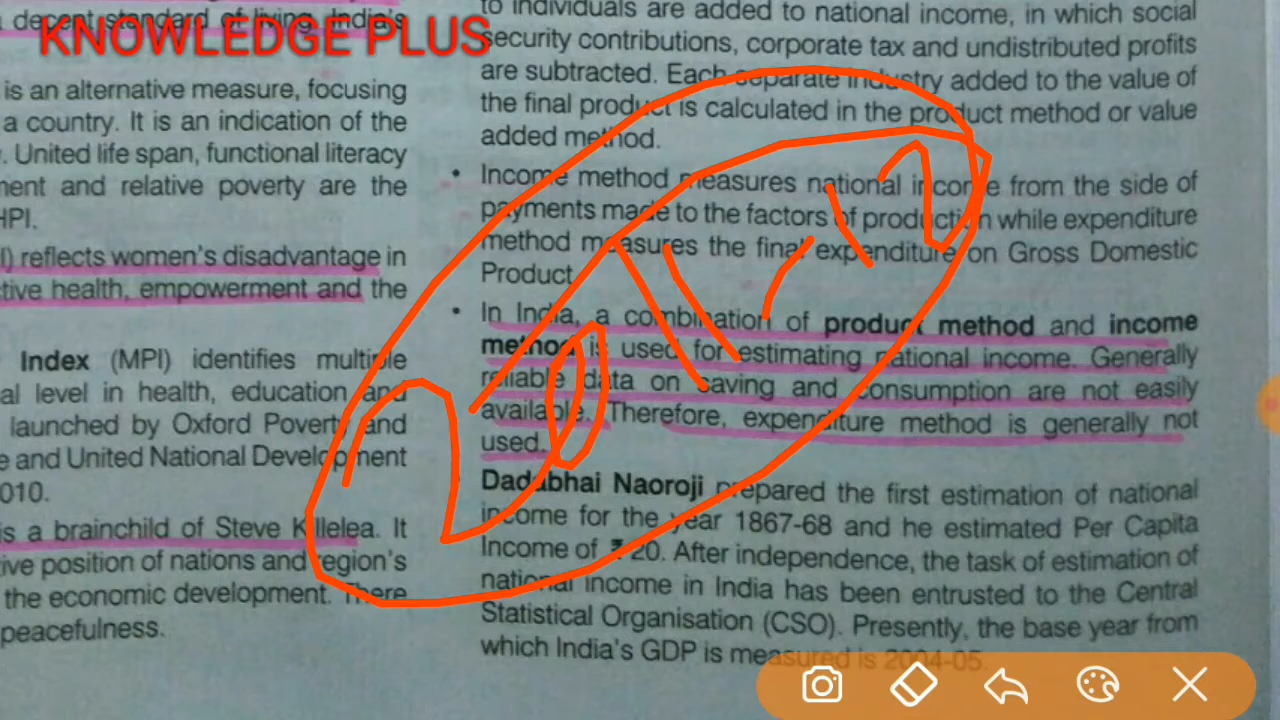 a decent standard of living. India's
KNOWLEDGE PLUS
is an alternative measure, focusing
a country. It is an indication of the
. United life span, functional literacy
ment and relative poverty are the
HPI.
I) reflects women's disadvantage in
ctive health, empowerment and the
Index (MPI) identifies multiple
al level in health, education and
launched by Oxford Poverty and
e and United National Development
010.
is a brainchild of Steve Killelea. It
ive position of nations and region's
the economic development. There
peacefulness.
to individuals are added to national income, in which social
security contributions, corporate tax and undistributed profits
are subtracted. Each separate industry added to the value of
the final product is calculated in the product method or value
added method.
• Income method measures national income from the side of
payments made to the factors of production while expenditure
method measures the final expenditure on Gross Domestic
Product.
• In India, a combination of product method and income
method is used for estimating national income. Generally
reliable data on saving and consumption are not easily
available. Therefore, expenditure method is generally not
used.
Dadabhai Naoroji prepared the first estimation of national
income for the year 1867-68 and he estimated Per Capita
Income of ₹ 20. After independence, the task of estimation of
national income in India has been entrusted to the Central
Statistical Organisation (CSO). Presently, the base year from
which India's GDP is measured is 2004-05.